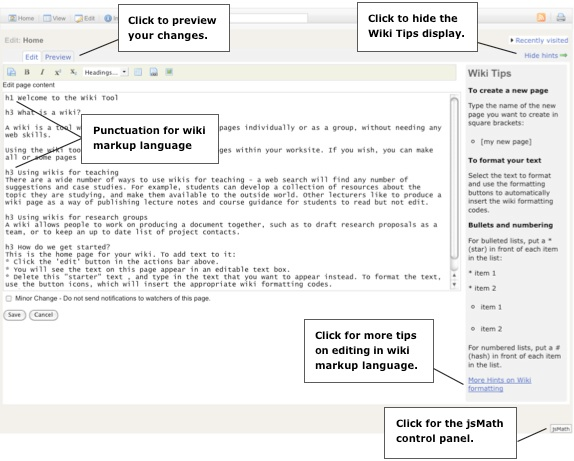 Home View Edit
Click to preview
your changes.
Click to hide the
Wiki Tips display.
Edit: Home
Recently visited
Edit Preview
Hide hints
B I X² X₂ Headings...
Edit page content
h1 Welcome to the Wiki Tool
h3 What is a wiki?
A wiki is a tool w
pages individually or as a group, without needing any
web skills.
Using the wiki too
ges within your worksite. If you wish, you can make
all or some pages
Punctuation for wiki
markup language
h3 Using wikis for teaching
There are a wide number of ways to use wikis for teaching - a web search will find any number of
suggestions and case studies. For example, students can develop a collection of resources about the
topic they are studying, and make them available to the outside world. Other lecturers like to produce a
wiki page as a way of publishing lecture notes and course guidance for students to read but not edit.
h3 Using wikis for research groups
A wiki allows people to work on producing a document together, such as to draft research proposals as a
team, or to keep an up to date list of project contacts.
h3 How do we get started?
This is the home page for your wiki. To add text to it:
* Click the 'edit' button in the actions bar above.
* You will see the text on this page appear in an editable text box.
* Delete this "starter" text , and type in the text that you want to appear instead. To format the text,
use the button icons, which will insert the appropriate wiki formatting codes.
Minor Change - Do not send notifications to watchers of this page.
Save Cancel
Wiki Tips
To create a new page
Type the name of the new
page you want to create in
square brackets:
[my new page]
To format your text
Select the text to format
and use the formatting
buttons to automatically
insert the wiki formatting
codes.
Bullets and numbering
For bulleted lists, put a *
(star) in front of each item
in the list:
* item 1
* item 2
item 1
item 2
For numbered lists, put a #
(hash) in front of each item
in the list.
More Hints on Wiki
formatting
Click for more tips
on editing in wiki
markup language.
Click for the jsMath
control panel.
jsMath